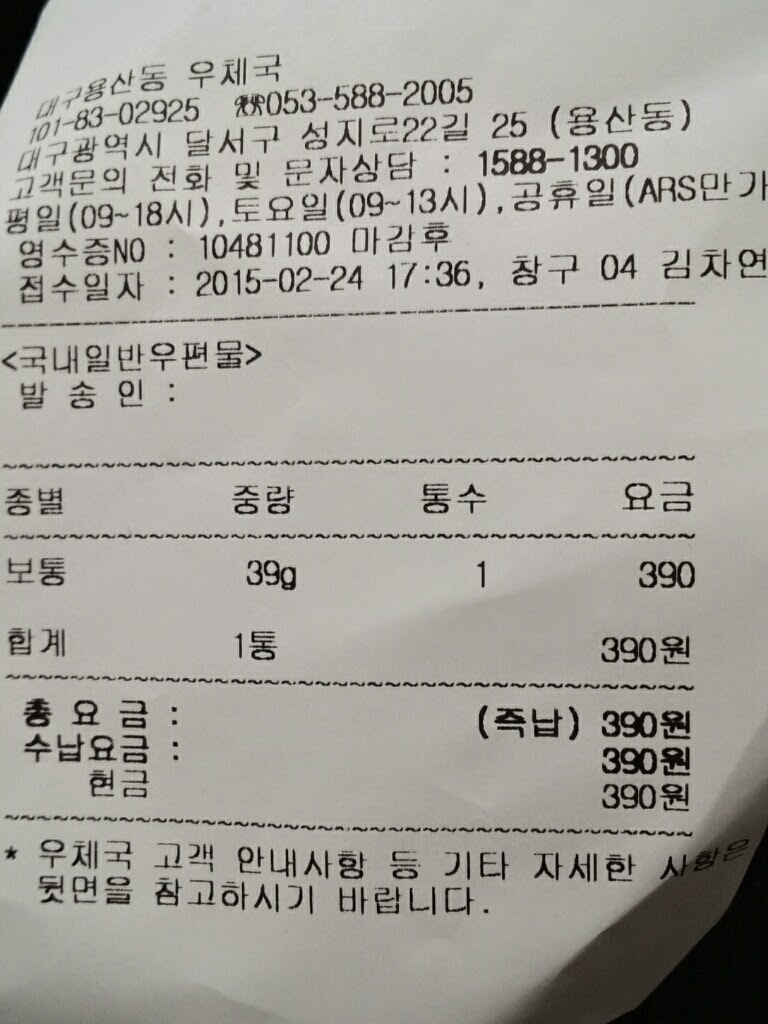 대구용산동 우체국
101-83-02925 ☎053-588-2005
대구광역시 달서구 성지로22길 25 (용산동)
고객문의 전화 및 문자상담 : 1588-1300
평일(09~18시),토요일(09~13시),공휴일(ARS만가
영수증NO : 10481100 마감후
접수일자 : 2015-02-24 17:36, 창구 04 김차연
<국내일반우편물>
발 송 인 :
종별 중량 통수 요금
보통 39g 1 390
합계 1통 390원
총 요 금 : (즉납) 390원
수납요금 : 390원
현금 390원
* 우체국 고객 안내사항 등 기타 자세한 사항은
뒷면을 참고하시기 바랍니다.